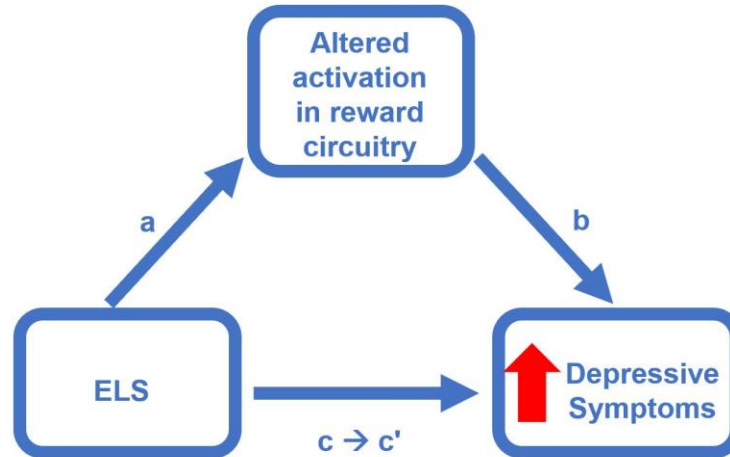 Altered
activation
in reward
circuitry
a
b
ELS
Depressive
Symptoms
c → c'